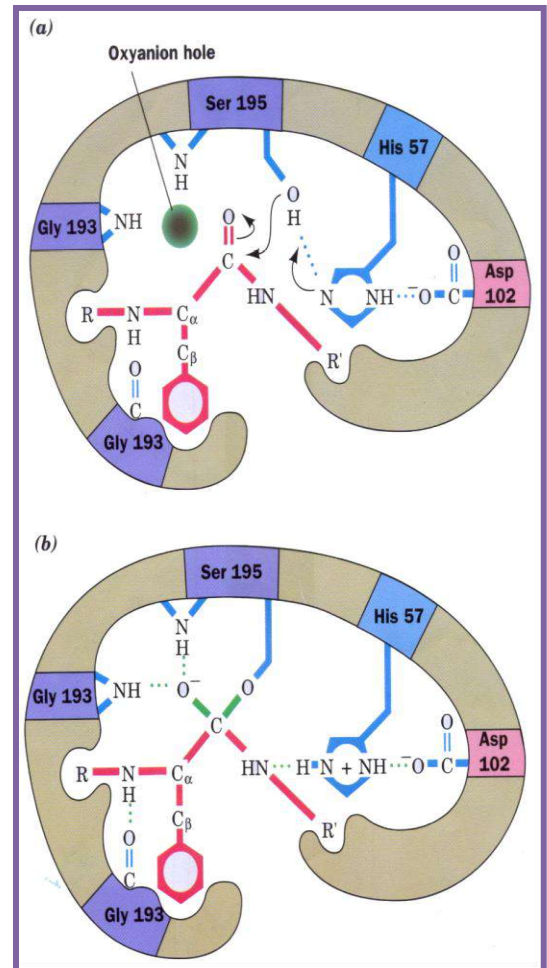 (a)
Oxyanion hole
Ser 195
His 57
N
H
O
H
Gly 193
NH
O
C
N
NH
−O
C
O
Asp
102
HN
R
N
H
Cα
R'
O
C
Cβ
Gly 193
(b)
Ser 195
His 57
N
H
Gly 193
NH
O−
O
C
O
Asp
102
R
N
H
Cα
HN
H
N
+
NH
−O
C
R'
O
C
Cβ
Gly 193